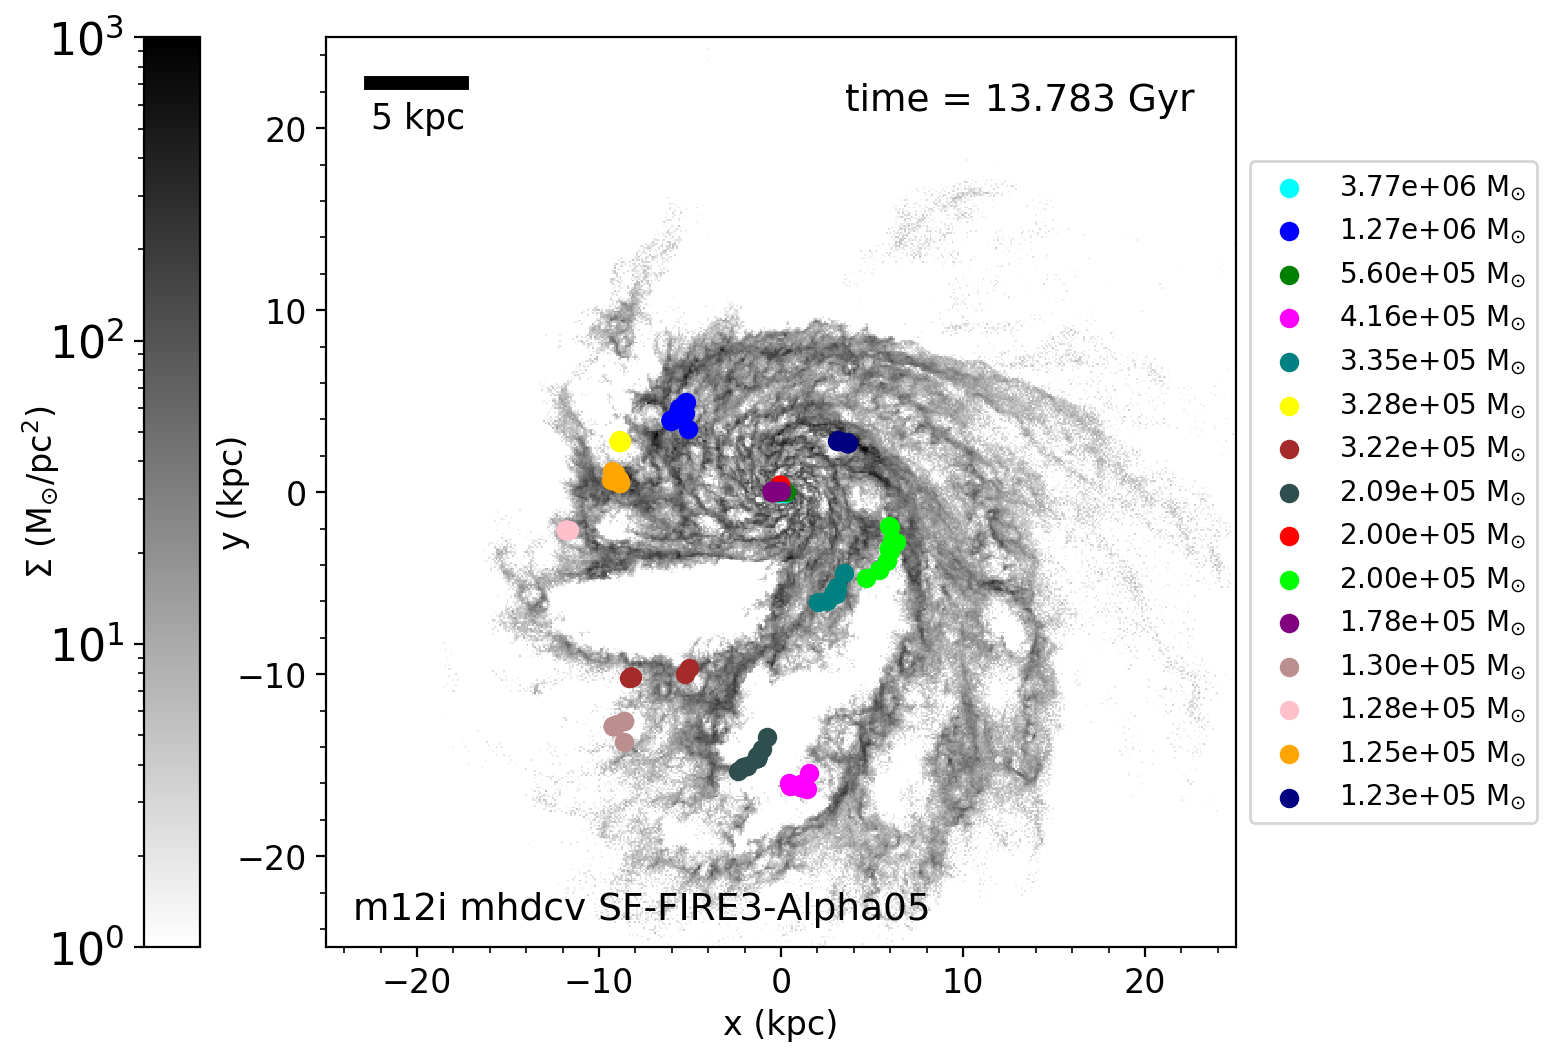 10³
10²
10¹
10⁰
Σ (M⊙/pc²)
y (kpc)
20
10
0
−10
−20
5 kpc
time = 13.783 Gyr
m12i mhdcv SF-FIRE3-Alpha05
−20 −10 0 10 20
x (kpc)
3.77e+06 M⊙
1.27e+06 M⊙
5.60e+05 M⊙
4.16e+05 M⊙
3.35e+05 M⊙
3.28e+05 M⊙
3.22e+05 M⊙
2.09e+05 M⊙
2.00e+05 M⊙
2.00e+05 M⊙
1.78e+05 M⊙
1.30e+05 M⊙
1.28e+05 M⊙
1.25e+05 M⊙
1.23e+05 M⊙